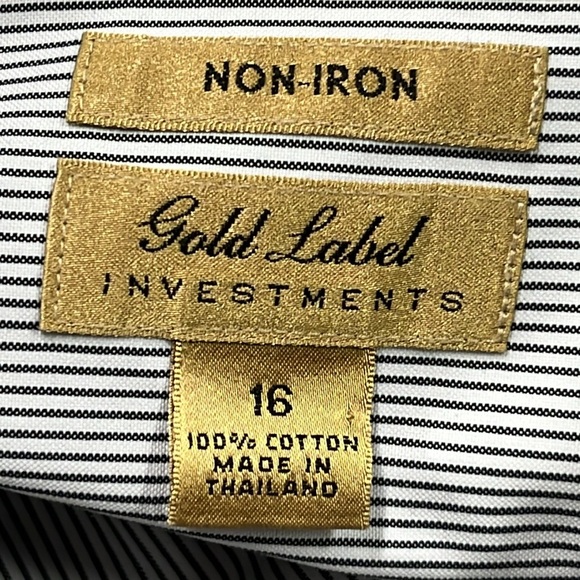 NON-IRON
Gold Label
INVESTMENTS
16
100% COTTON
MADE IN
THAILAND